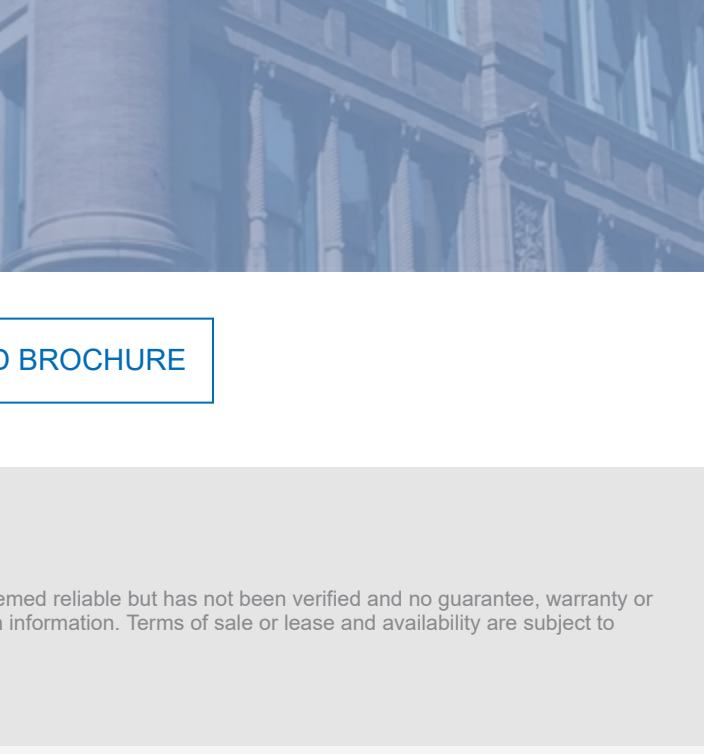 BROCHURE
reliable but has not been verified and no guarantee, warranty or
information. Terms of sale or lease and availability are subject to